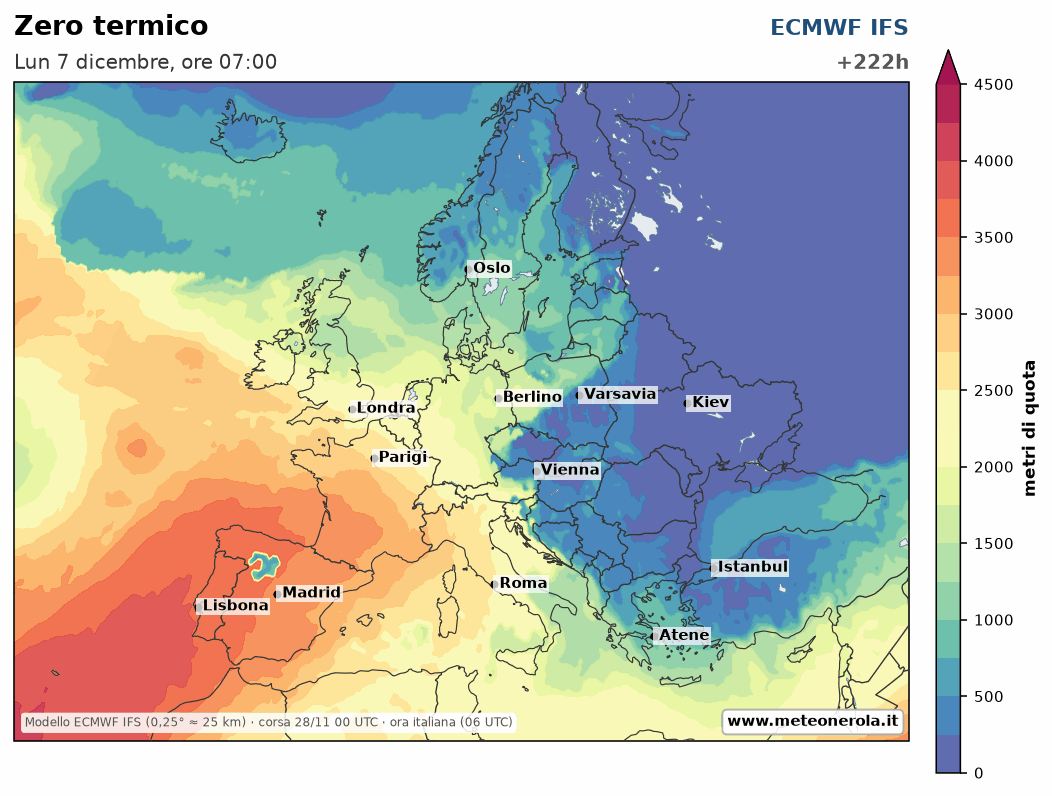 Zero termico
ECMWF IFS
Lun 7 dicembre, ore 07:00
+222h
4500
4000
3500
3000
2500
2000
1500
1000
500
0
metri di quota
Oslo
Berlino
Varsavia
Kiev
Londra
Parigi
Vienna
Istanbul
Roma
Madrid
Lisbona
Atene
Modello ECMWF IFS (0,25° ≈ 25 km) · corsa 28/11 00 UTC · ora italiana (06 UTC)
www.meteonerola.it